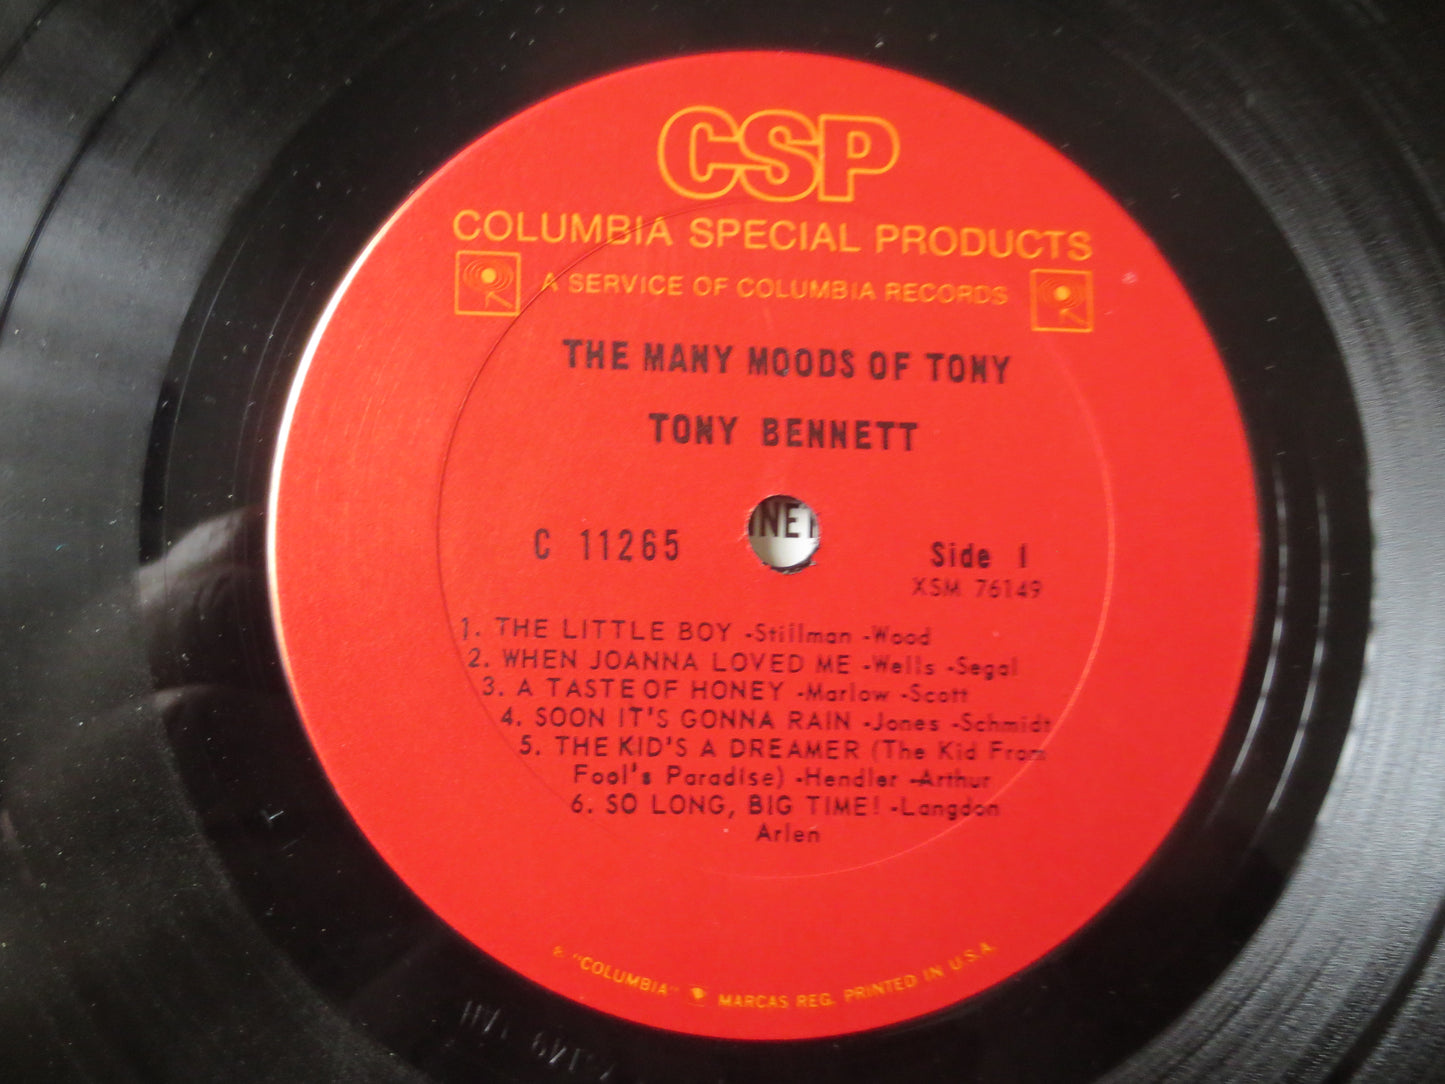 CSP
COLUMBIA SPECIAL PRODUCTS
A SERVICE OF COLUMBIA RECORDS
THE MANY MOODS OF TONY
TONY BENNETT
NET
C 11265
Side 1
XSM 76149
1. THE LITTLE BOY -Stillman -Wood
2. WHEN JOANNA LOVED ME -Wells -Segal
3. A TASTE OF HONEY -Marlow -Scott
4. SOON IT'S GONNA RAIN -Jones -Schmidt
5. THE KID'S A DREAMER (The Kid From
Fool's Paradise) -Hendler -Arthur
6. SO LONG, BIG TIME! -Langdon
Arlen
"COLUMBIA" MARCAS REG. PRINTED IN U.S.A.